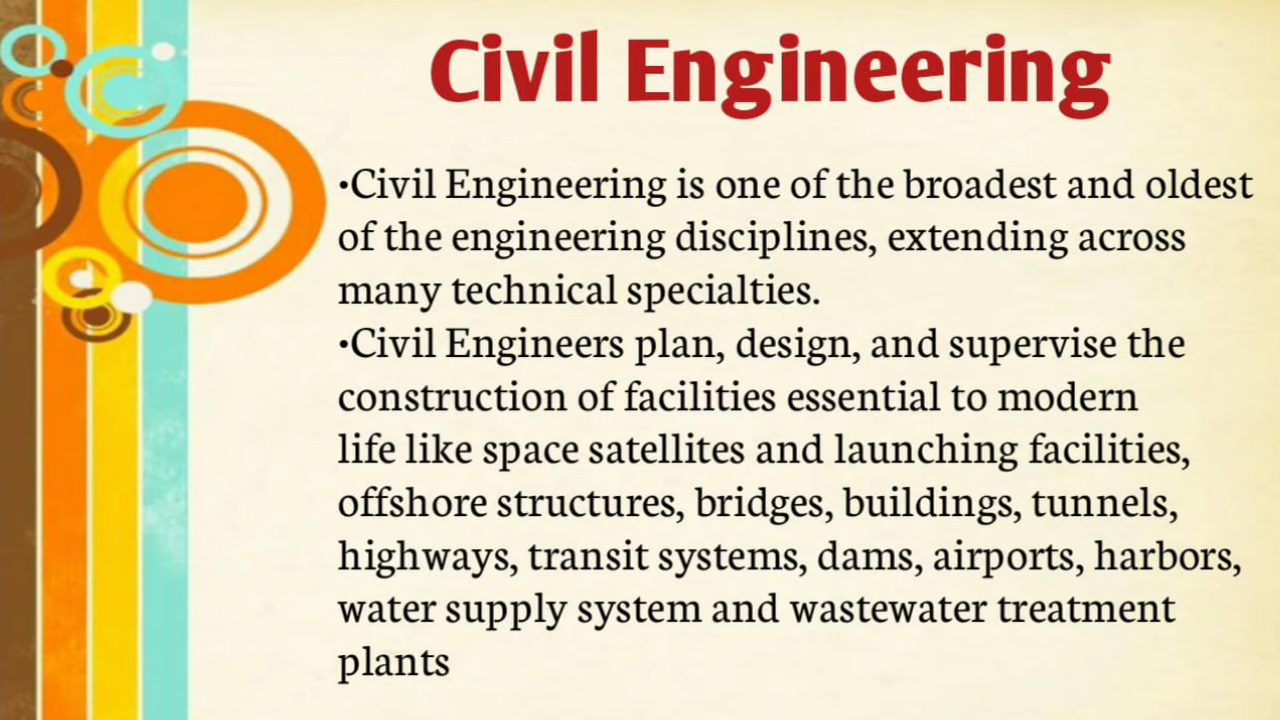 Civil Engineering
•Civil Engineering is one of the broadest and oldest
of the engineering disciplines, extending across
many technical specialties.
•Civil Engineers plan, design, and supervise the
construction of facilities essential to modern
life like space satellites and launching facilities,
offshore structures, bridges, buildings, tunnels,
highways, transit systems, dams, airports, harbors,
water supply system and wastewater treatment
plants